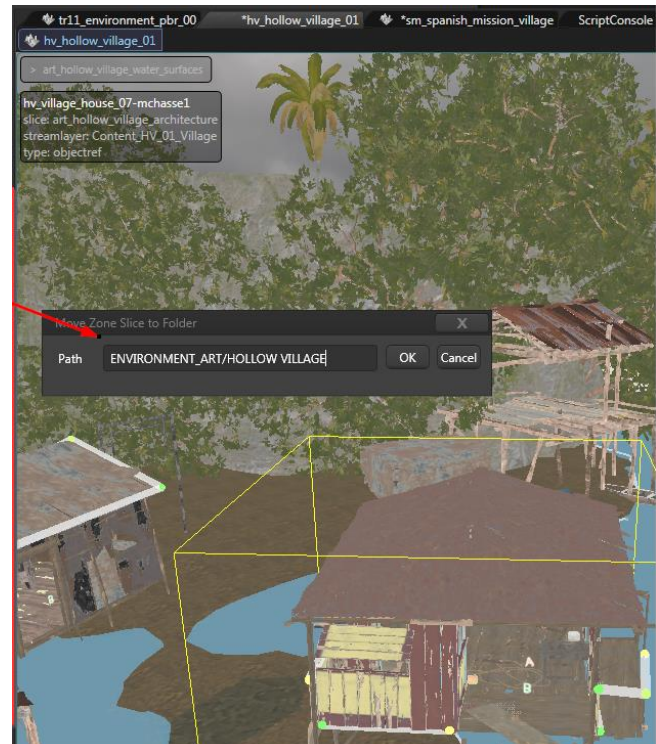 tr11_environment_pbr_00 *hv_hollow_village_01 *sm_spanish_mission_village ScriptConsole
hv_hollow_village_01
> art_hollow_village_water_surfaces
hv_village_house_07-mchasse1
slice: art_hollow_village_architecture
streamlayer: Content_HV_01_Village
type: objectref
Move Zone Slice to Folder X
Path ENVIRONMENT_ART/HOLLOW VILLAGE OK Cancel
A
B